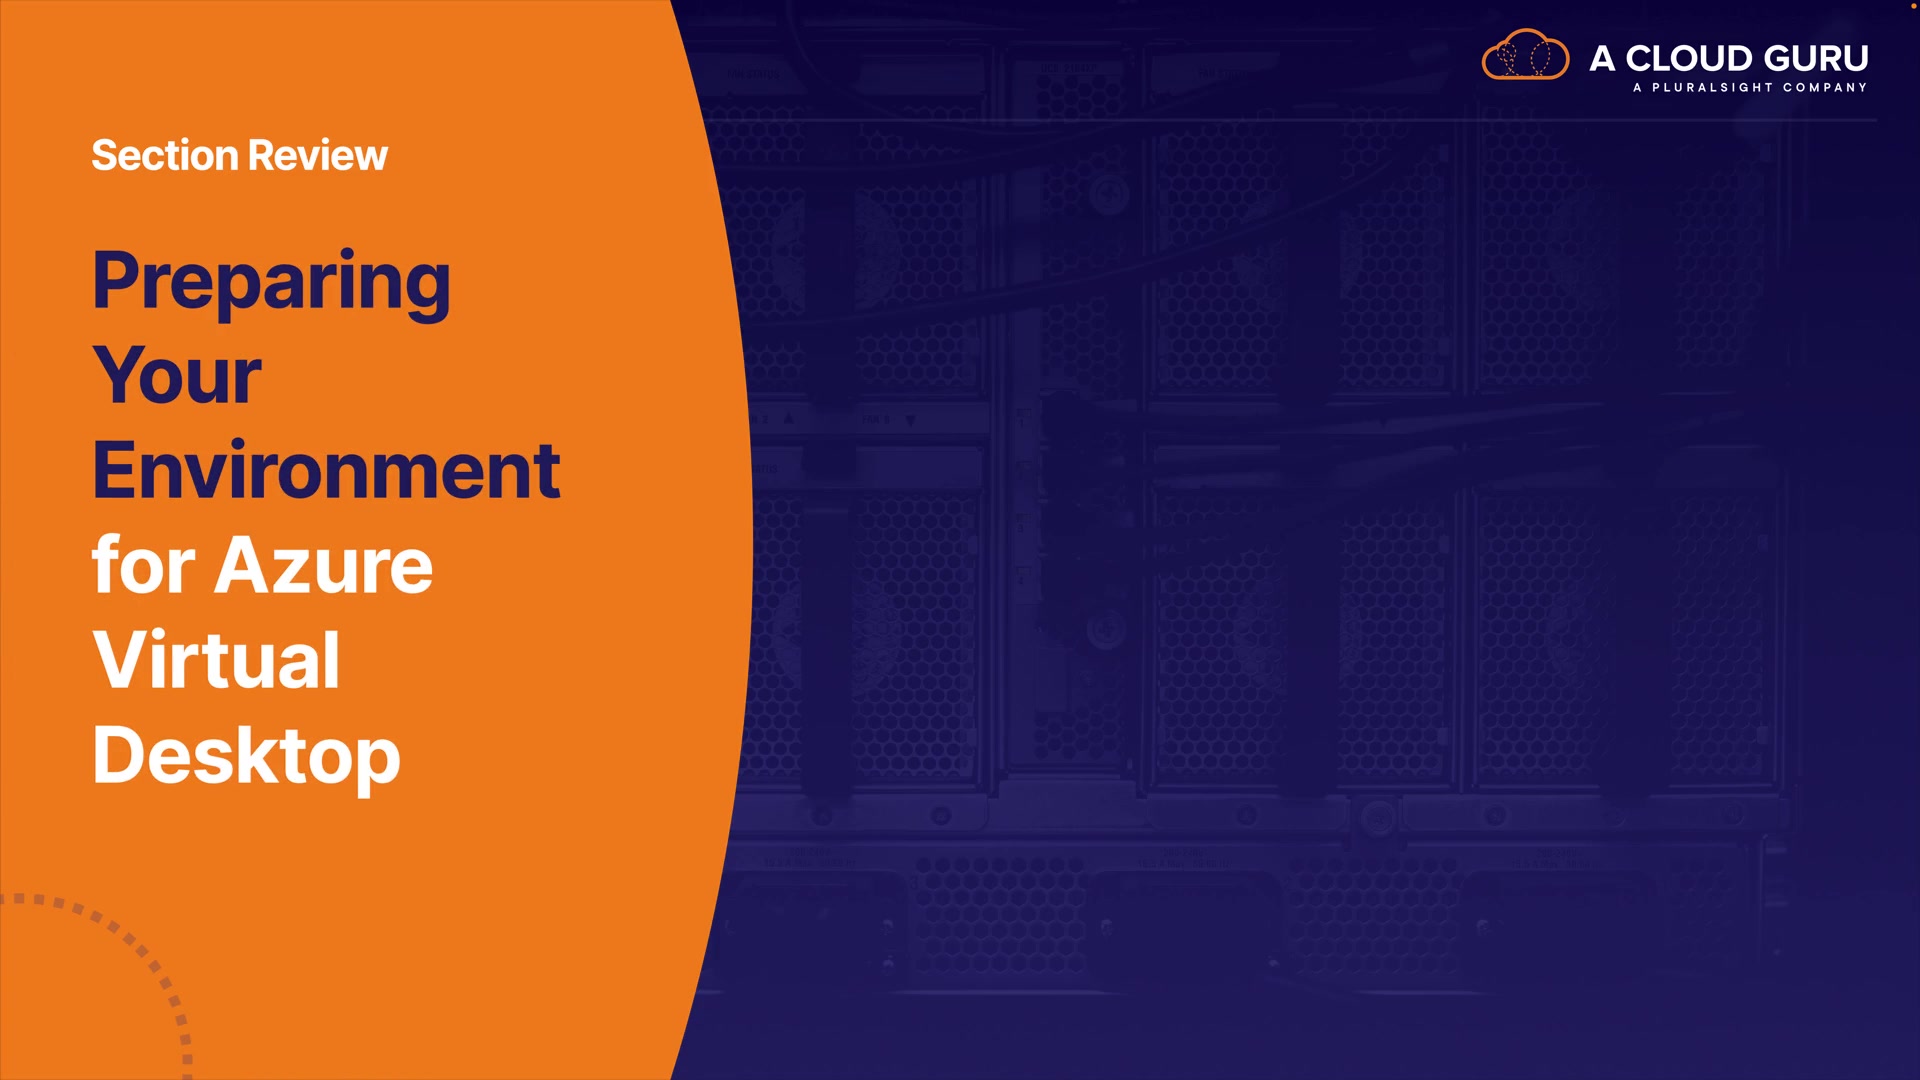 A CLOUD GURU
A PLURALSIGHT COMPANY
Section Review
Preparing
Your
Environment
for Azure
Virtual
Desktop